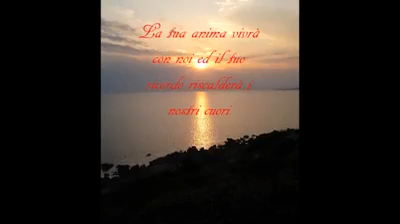 La tua anima vivrà
con noi ed il tuo
ricordo riscalderà i
nostri cuori